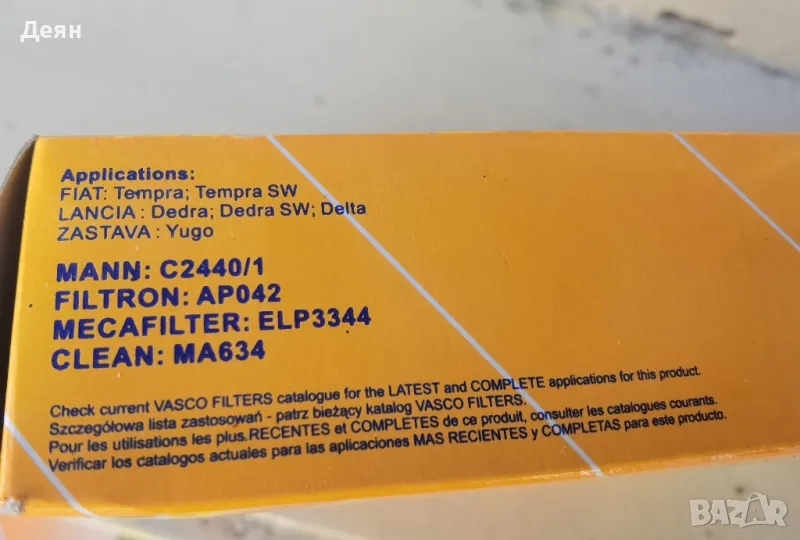 Деян
Applications:
FIAT: Tempra; Tempra SW
LANCIA : Dedra; Dedra SW; Delta
ZASTAVA : Yugo
MANN: C2440/1
FILTRON: AP042
MECAFILTER: ELP3344
CLEAN: MA634
Check current VASCO FILTERS catalogue for the LATEST and COMPLETE applications for this product.
Szczegółowa lista zastosowań - patrz bieżący katalog VASCO FILTERS.
Pour les utilisations les plus RECENTES et COMPLETES de ce produit, consulter les catalogues courants.
Verificar los catalogos actuales para las aplicaciones MAS RECIENTES y COMPLETAS para este producto.
BAZAR